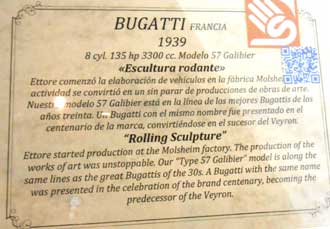 BUGATTI FRANCIA
1939
8 cyl. 135 hp 3300 cc. Modelo 57 Galibier
«Escultura rodante»
Ettore comenzó la elaboración de vehículos en la fábrica Molsheim
actividad se convirtió en un sin parar de producciones de obras de arte.
Nuestro modelo 57 Galibier está en la línea de los mejores Bugattis de los
años treinta. Un Bugatti con el mismo nombre fue presentado en el
centenario de la marca, convirtiéndose en el sucesor del Veyron.
"Rolling Sculpture"
Ettore started production at the Molsheim factory. The production of the
works of art was unstoppable. Our "Type 57 Galibier" model is along the
same lines as the great Bugattis of the 30s. A Bugatti with the same name
was presented in the celebration of the brand centenary, becoming the
predecessor of the Veyron.